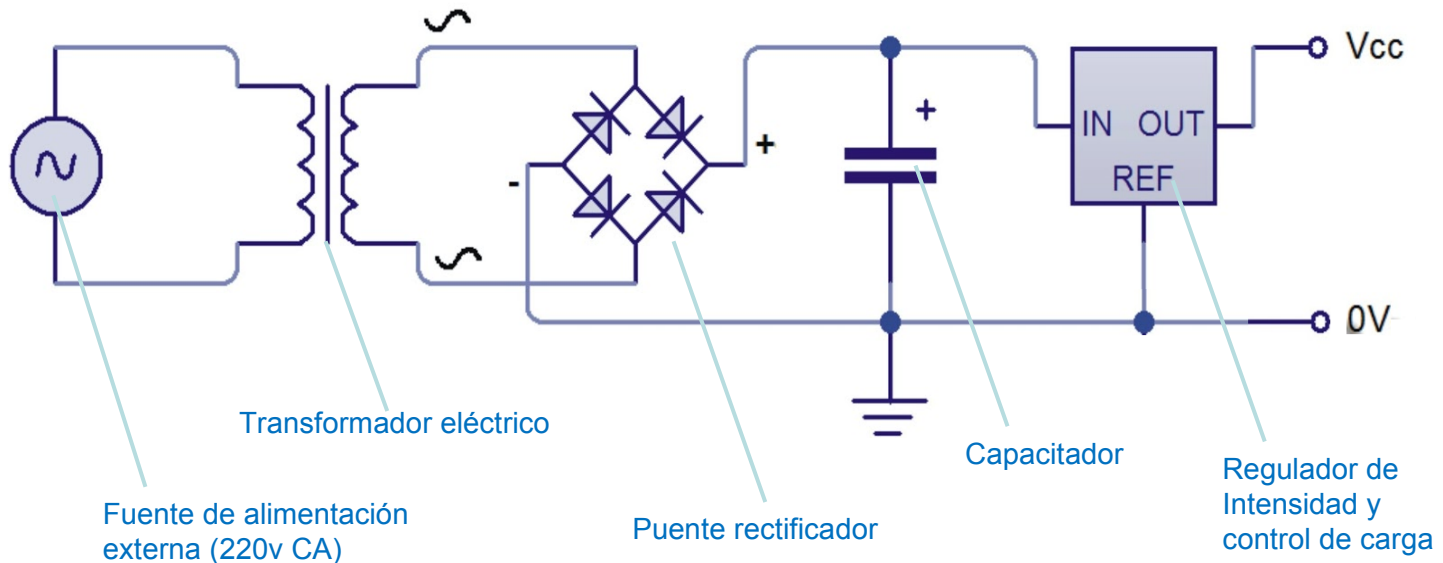 Vcc
+
+
IN OUT
REF
-
0V
Transformador eléctrico
Capacitador
Regulador de
Intensidad y
control de carga
Fuente de alimentación
externa (220v CA)
Puente rectificador